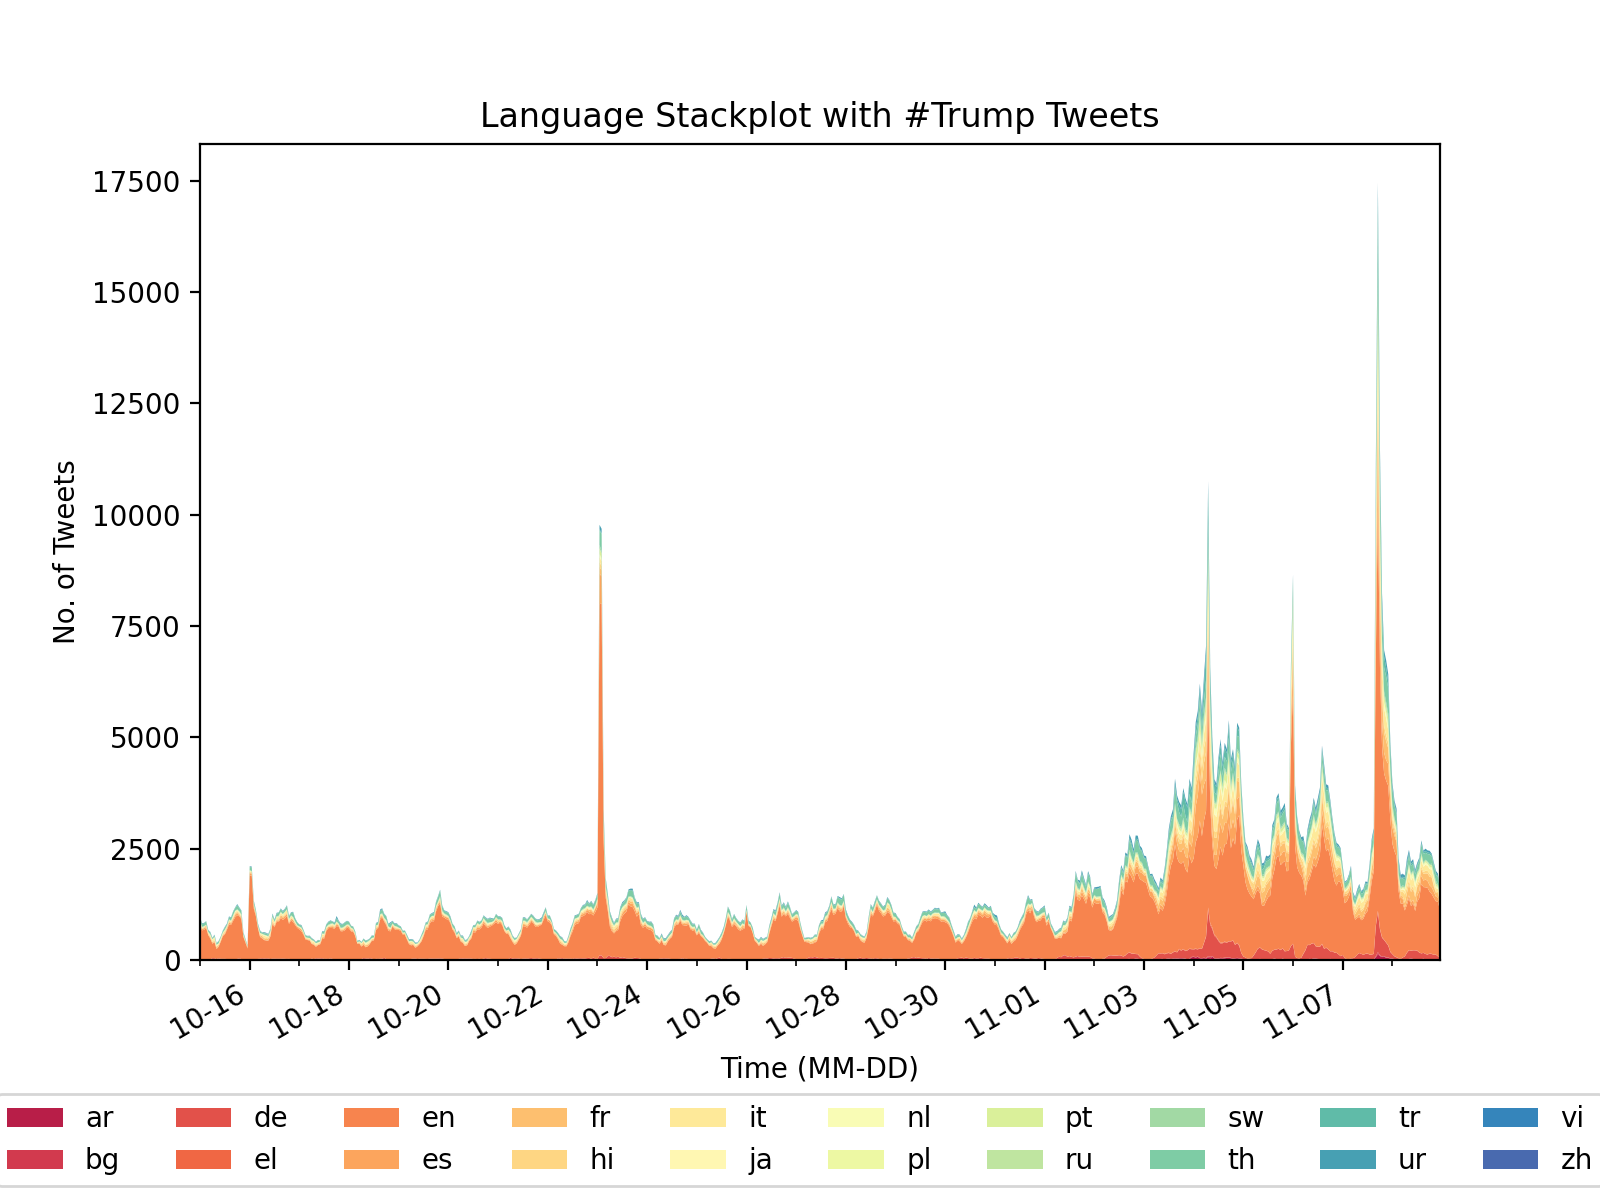 Language Stackplot with #Trump Tweets
17500
15000
12500
10000
7500
5000
2500
0
No. of Tweets
10-16 10-18 10-20 10-22 10-24 10-26 10-28 10-30 11-01 11-03 11-05 11-07
Time (MM-DD)
ar de en fr it nl pt sw tr vi
bg el es hi ja pl ru th ur zh